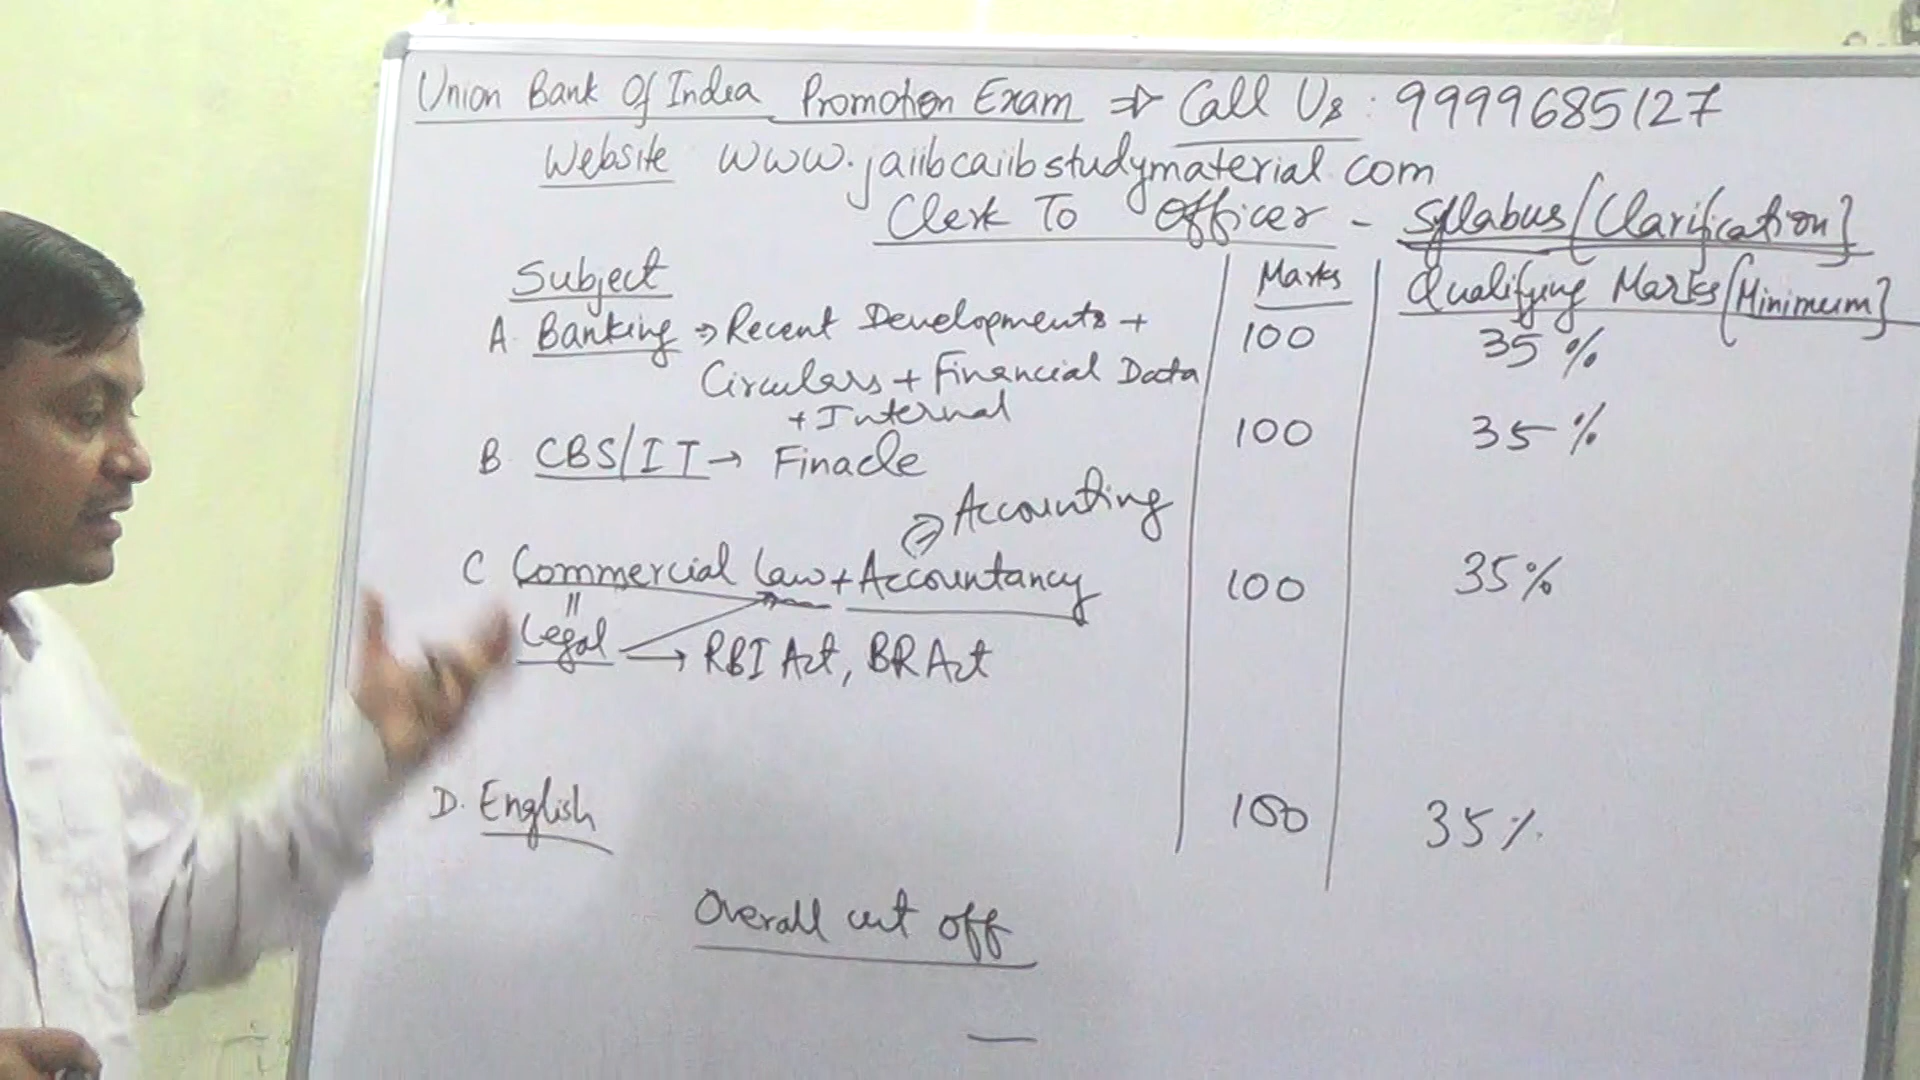 Union Bank Of India Promotion Exam ⇒ Call Us : 9999685127
Website www.jaiibcaiibstudymaterial.com
Clerk To Officer - Syllabus [Clarification]
Subject Marks Qualifying Marks [Minimum]
A. Banking → Recent Developments + 100 35%
Circulars + Financial Data
+ Internal
B. CBS/IT → Finacle 100 35%
⇒ Accounting
C Commercial Law + Accountancy 100 35%
=
Legal → RBI Act, BR Act
D. English 100 35%
Overall cut off
—